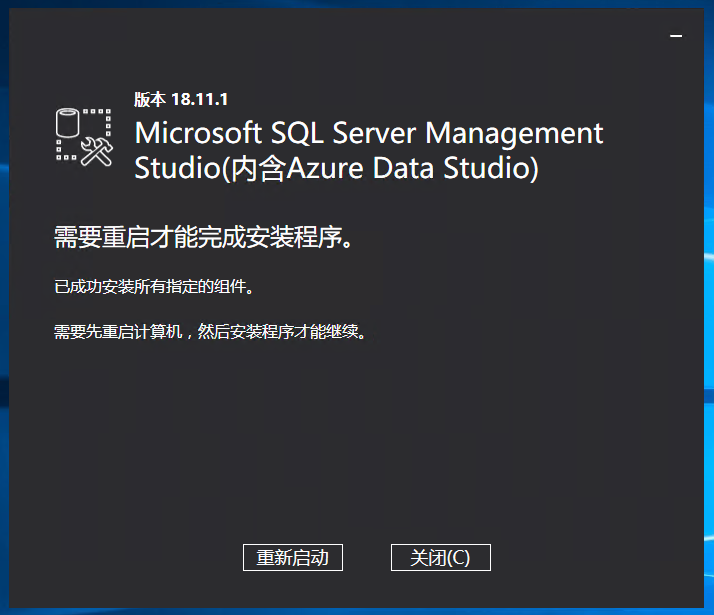 版本 18.11.1
Microsoft SQL Server Management
Studio(内含Azure Data Studio)
需要重启才能完成安装程序。
已成功安装所有指定的组件。
需要先重启计算机，然后安装程序才能继续。
重新启动
关闭(C)